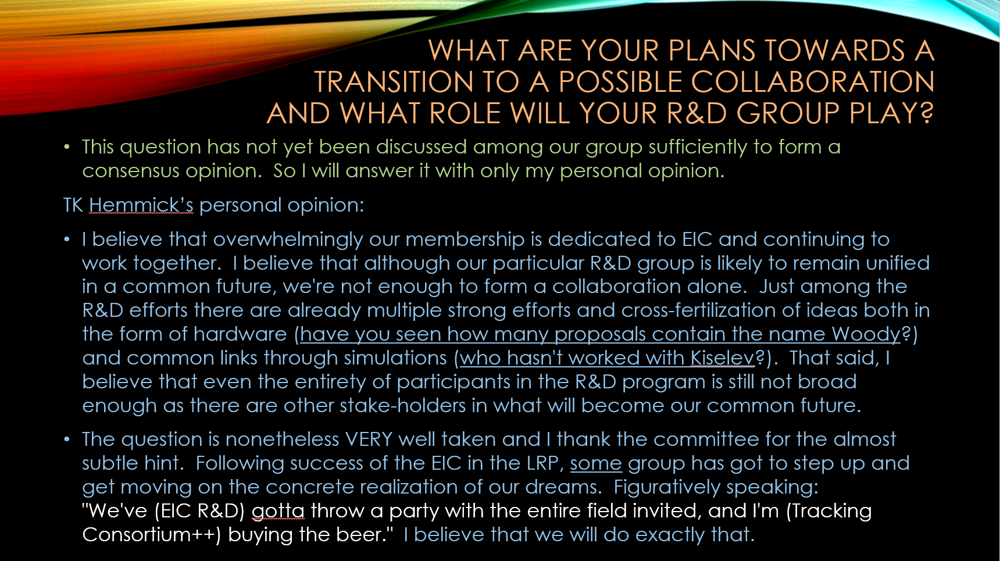 WHAT ARE YOUR PLANS TOWARDS A
TRANSITION TO A POSSIBLE COLLABORATION
AND WHAT ROLE WILL YOUR R&D GROUP PLAY?
• This question has not yet been discussed among our group sufficiently to form a
consensus opinion.  So I will answer it with only my personal opinion.
TK Hemmick’s personal opinion:
• I believe that overwhelmingly our membership is dedicated to EIC and continuing to
work together.  I believe that although our particular R&D group is likely to remain unified
in a common future, we're not enough to form a collaboration alone.  Just among the
R&D efforts there are already multiple strong efforts and cross-fertilization of ideas both in
the form of hardware (have you seen how many proposals contain the name Woody?)
and common links through simulations (who hasn't worked with Kiselev?).  That said, I
believe that even the entirety of participants in the R&D program is still not broad
enough as there are other stake-holders in what will become our common future.
• The question is nonetheless VERY well taken and I thank the committee for the almost
subtle hint.  Following success of the EIC in the LRP, some group has got to step up and
get moving on the concrete realization of our dreams.  Figuratively speaking:
"We've (EIC R&D) gotta throw a party with the entire field invited, and I'm (Tracking
Consortium++) buying the beer."  I believe that we will do exactly that.